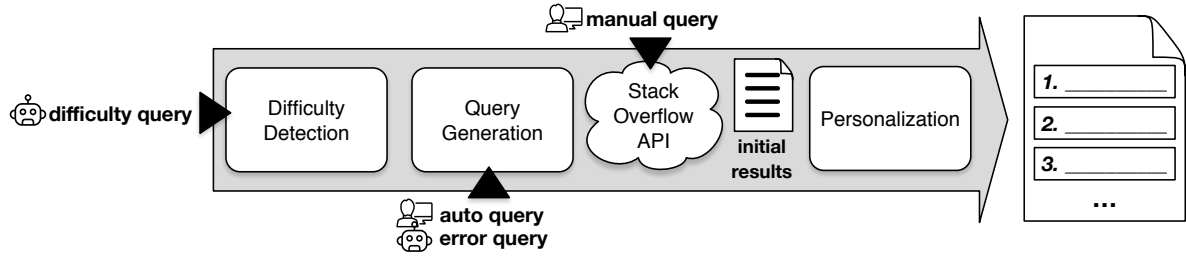 manual query
difficulty query
Difficulty
Detection
Query
Generation
Stack
Overflow
API
initial
results
Personalization
1.
2.
3.
...
auto query
error query